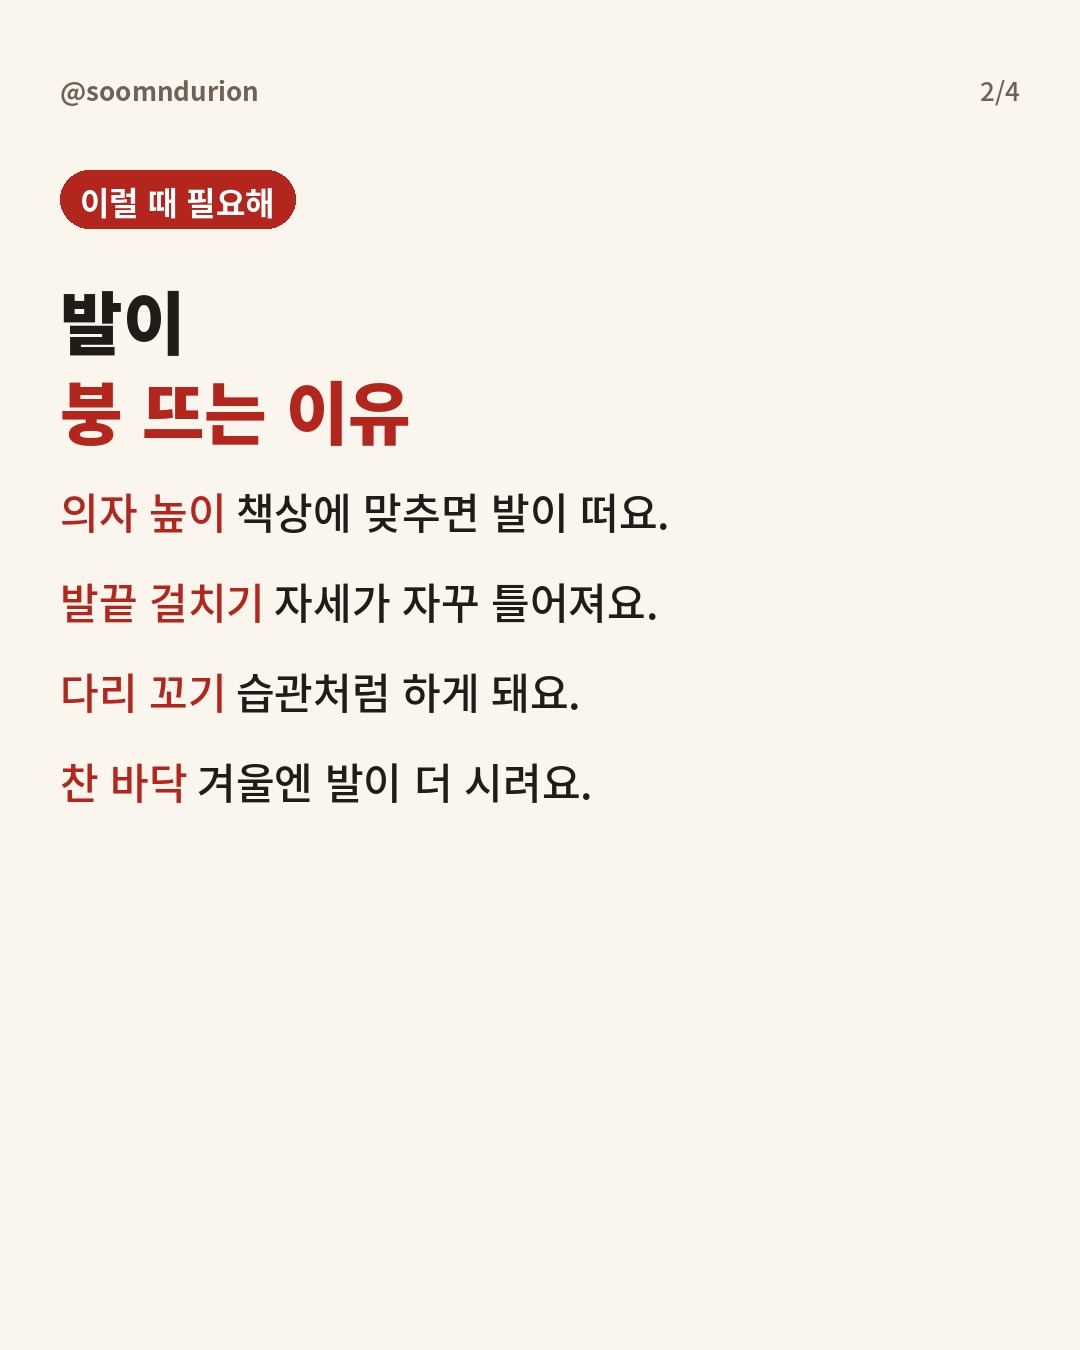 @soomndurion
2/4
이럴 때 필요해
발이
붕 뜨는 이유
의자 높이 책상에 맞추면 발이 떠요.
발끝 걸치기 자세가 자꾸 틀어져요.
다리 꼬기 습관처럼 하게 돼요.
찬 바닥 겨울엔 발이 더 시려요.